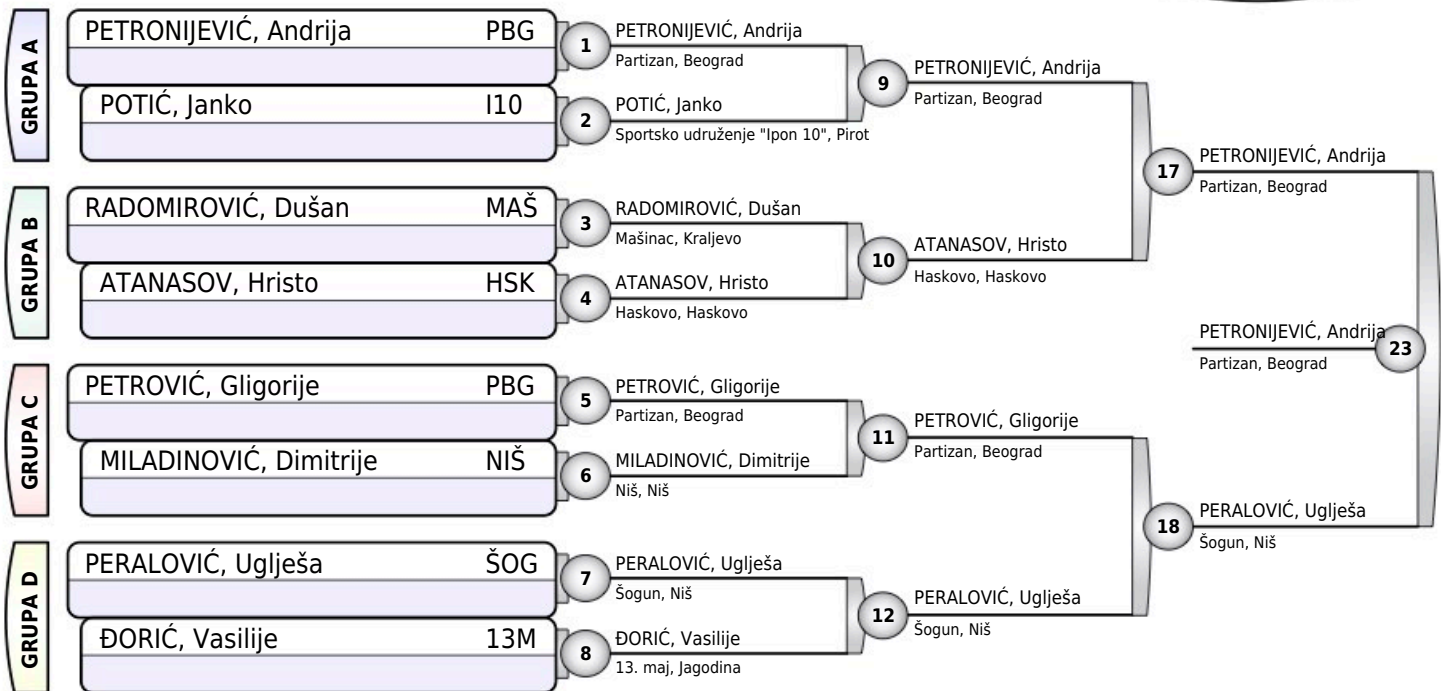 GRUPA A
PETRONIJEVIĆ, Andrija PBG
POTIĆ, Janko I10
GRUPA B
RADOMIROVIĆ, Dušan MAŠ
ATANASOV, Hristo HSK
GRUPA C
PETROVIĆ, Gligorije PBG
MILADINOVIĆ, Dimitrije NIŠ
GRUPA D
PERALOVIĆ, Uglješa ŠOG
ĐORIĆ, Vasilije 13M
1
PETRONIJEVIĆ, Andrija
Partizan, Beograd
2
POTIĆ, Janko
Sportsko udruženje "Ipon 10", Pirot
3
RADOMIROVIĆ, Dušan
Mašinac, Kraljevo
4
ATANASOV, Hristo
Haskovo, Haskovo
5
PETROVIĆ, Gligorije
Partizan, Beograd
6
MILADINOVIĆ, Dimitrije
Niš, Niš
7
PERALOVIĆ, Uglješa
Šogun, Niš
8
ĐORIĆ, Vasilije
13. maj, Jagodina
9
PETRONIJEVIĆ, Andrija
Partizan, Beograd
10
ATANASOV, Hristo
Haskovo, Haskovo
11
PETROVIĆ, Gligorije
Partizan, Beograd
12
PERALOVIĆ, Uglješa
Šogun, Niš
17
PETRONIJEVIĆ, Andrija
Partizan, Beograd
18
PERALOVIĆ, Uglješa
Šogun, Niš
PETRONIJEVIĆ, Andrija
Partizan, Beograd
23